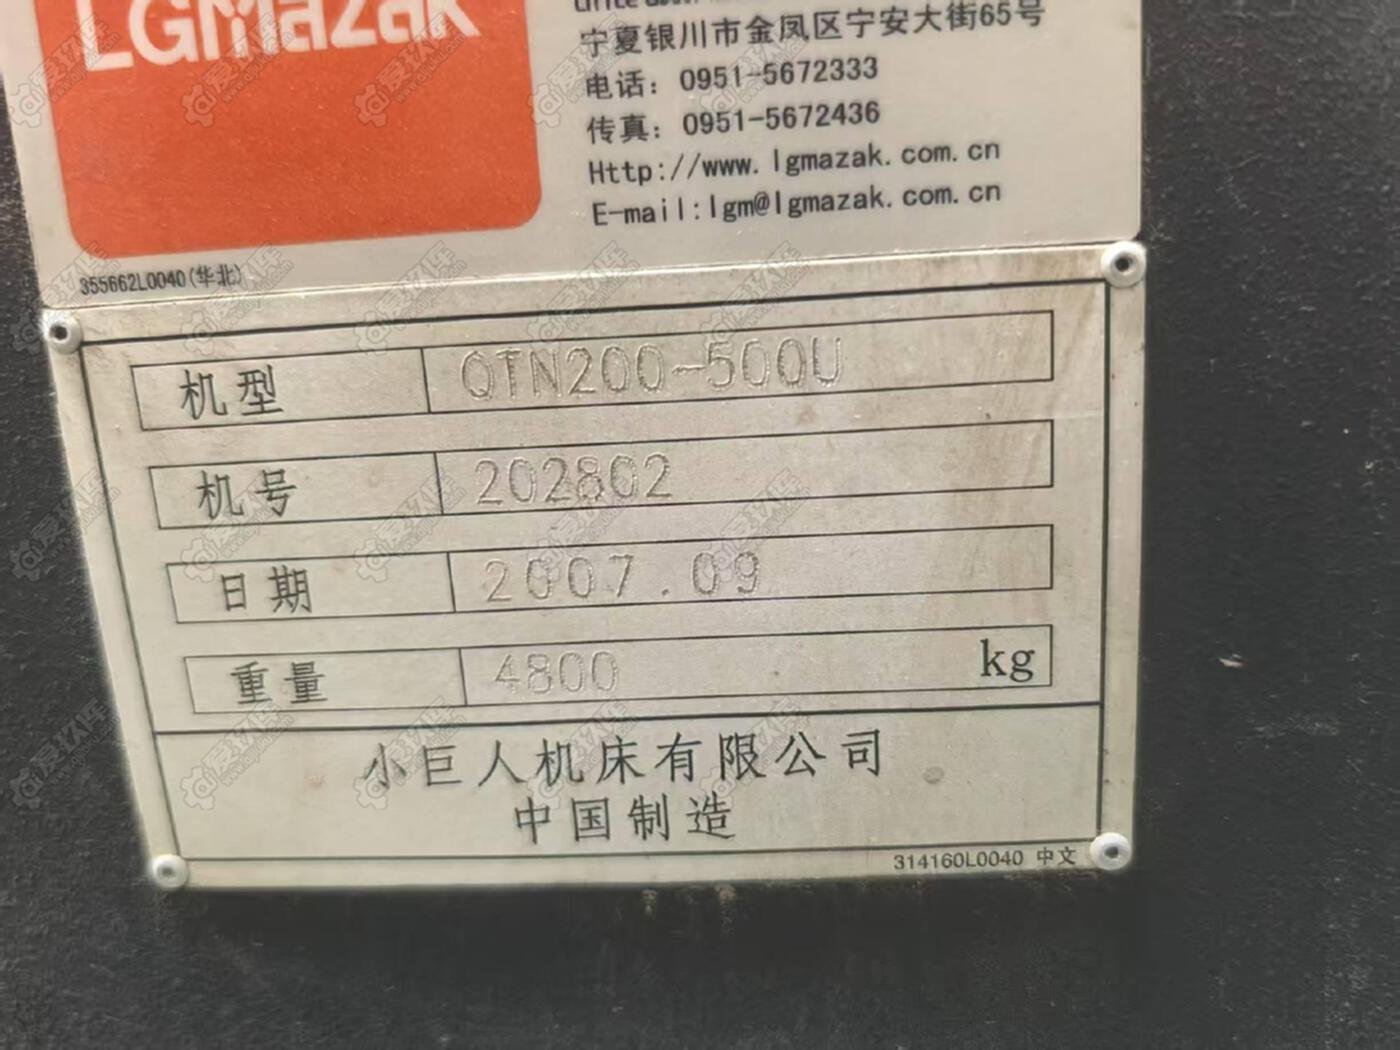 LGMazak
宁夏银川市金凤区宁安大街65号
电话：0951-5672333
传真：0951-5672436
Http://www.lgmazak.com.cn
E-mail:lgm@lgmazak.com.cn
355662L0040(华北)
机型 QTN200-500U
机号 202802
日期 2007.09
重量 4800 kg
小巨人机床有限公司
中国制造
314160L0040 中文